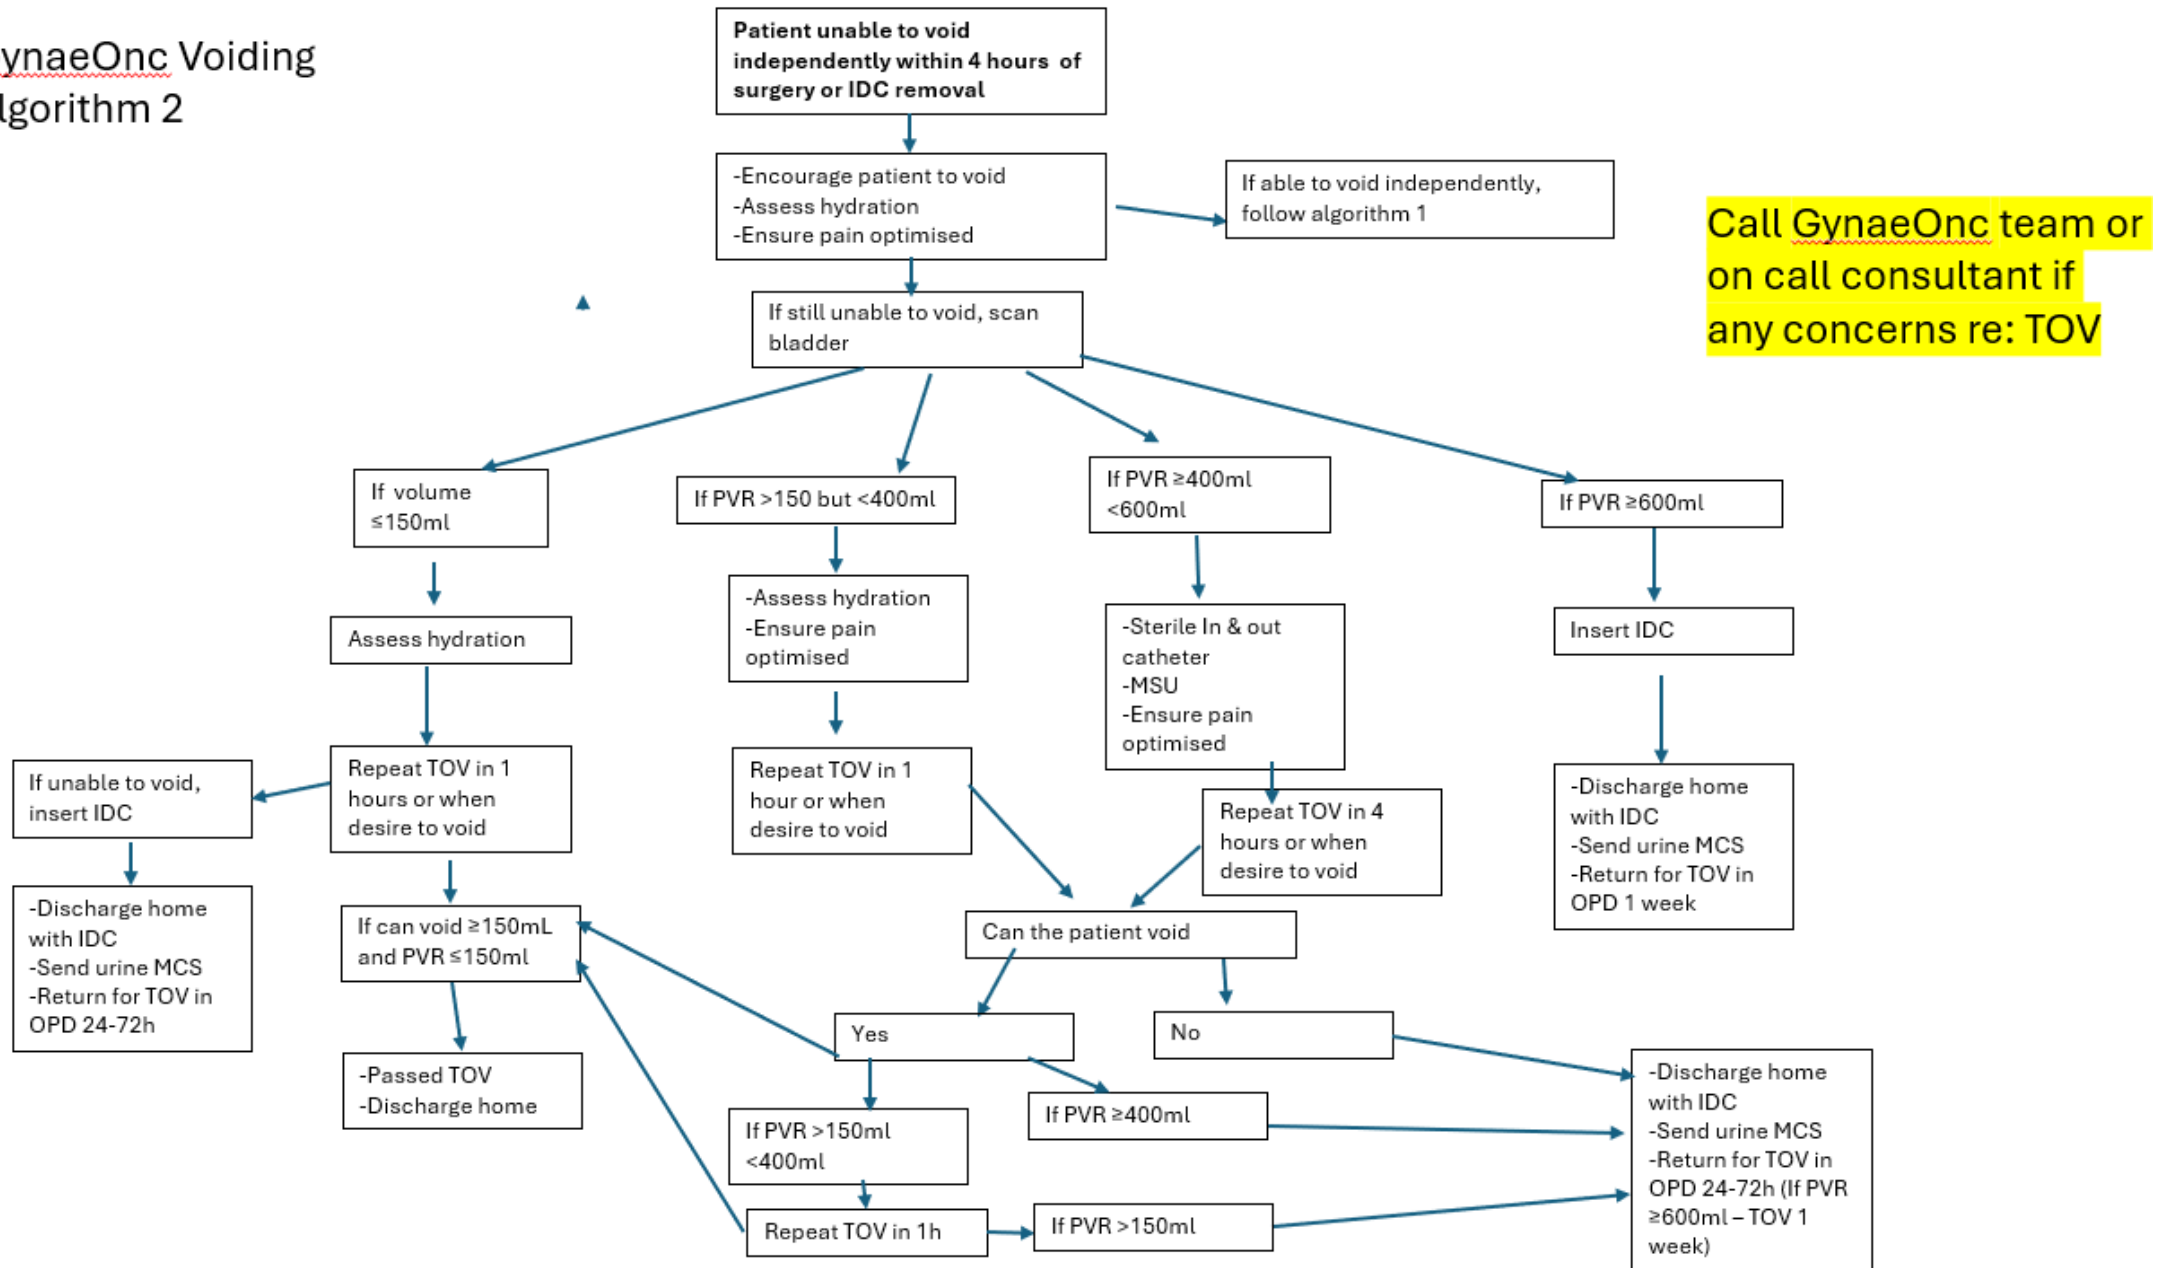 ynaeOnc Voiding
lgorithm 2
Patient unable to void
independently within 4 hours of
surgery or IDC removal
-Encourage patient to void
-Assess hydration
-Ensure pain optimised
If able to void independently,
follow algorithm 1
Call GynaeOnc team or
on call consultant if
any concerns re: TOV
If still unable to void, scan
bladder
If volume
≤150ml
If PVR >150 but <400ml
If PVR ≥400ml
<600ml
If PVR ≥600ml
Assess hydration
-Assess hydration
-Ensure pain
optimised
-Sterile In & out
catheter
-MSU
-Ensure pain
optimised
Insert IDC
If unable to void,
insert IDC
Repeat TOV in 1
hours or when
desire to void
Repeat TOV in 1
hour or when
desire to void
Repeat TOV in 4
hours or when
desire to void
-Discharge home
with IDC
-Send urine MCS
-Return for TOV in
OPD 1 week
-Discharge home
with IDC
-Send urine MCS
-Return for TOV in
OPD 24-72h
If can void ≥150mL
and PVR ≤150ml
Can the patient void
Yes
No
-Passed TOV
-Discharge home
If PVR >150ml
<400ml
If PVR ≥400ml
-Discharge home
with IDC
-Send urine MCS
-Return for TOV in
OPD 24-72h (If PVR
≥600ml – TOV 1
week)
Repeat TOV in 1h
If PVR >150ml